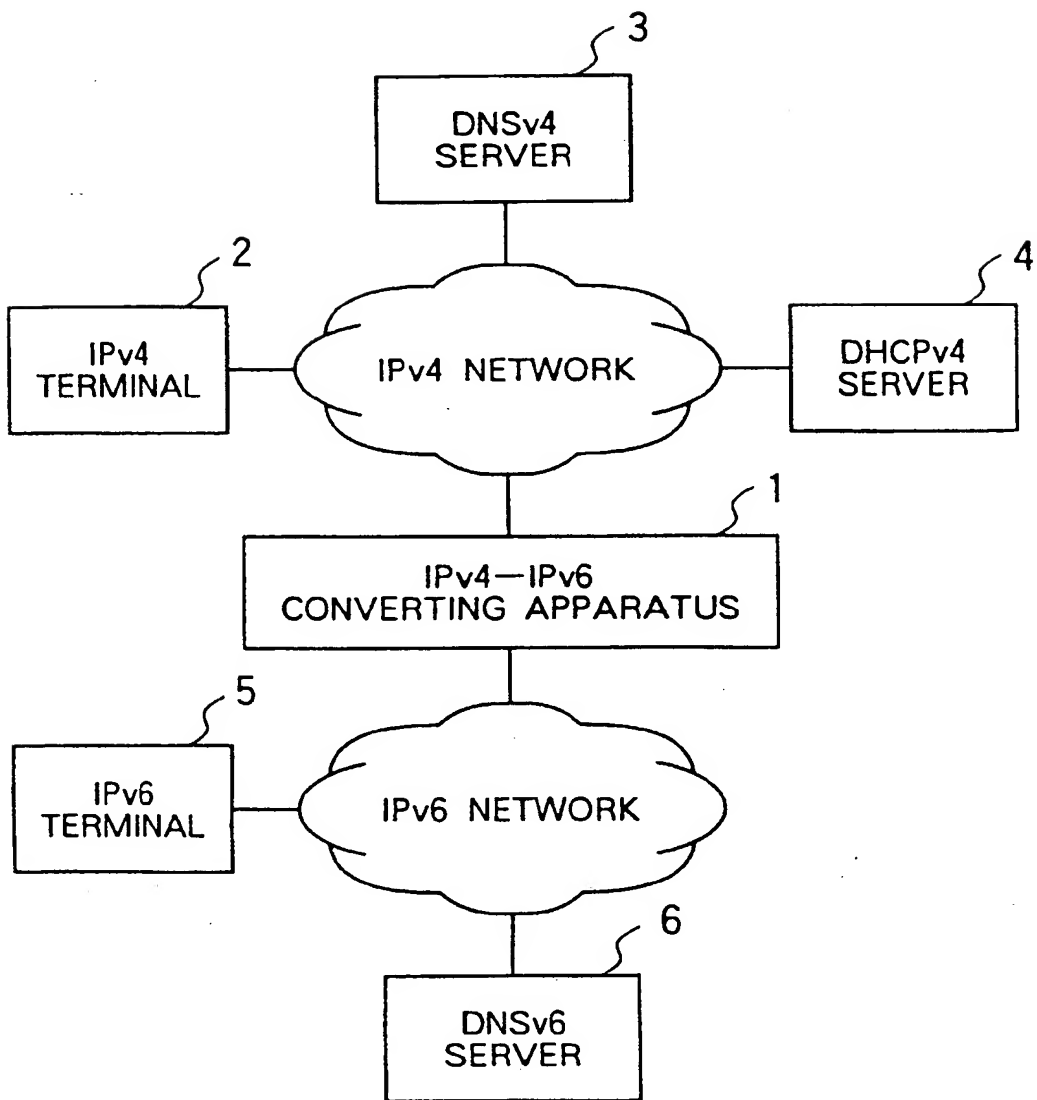 3
DNSv4
SERVER
2
4
IPv4
TERMINAL
IPv4 NETWORK
DHCPv4
SERVER
1
IPv4—IPv6
CONVERTING APPARATUS
5
IPv6
TERMINAL
IPv6 NETWORK
6
DNSv6
SERVER